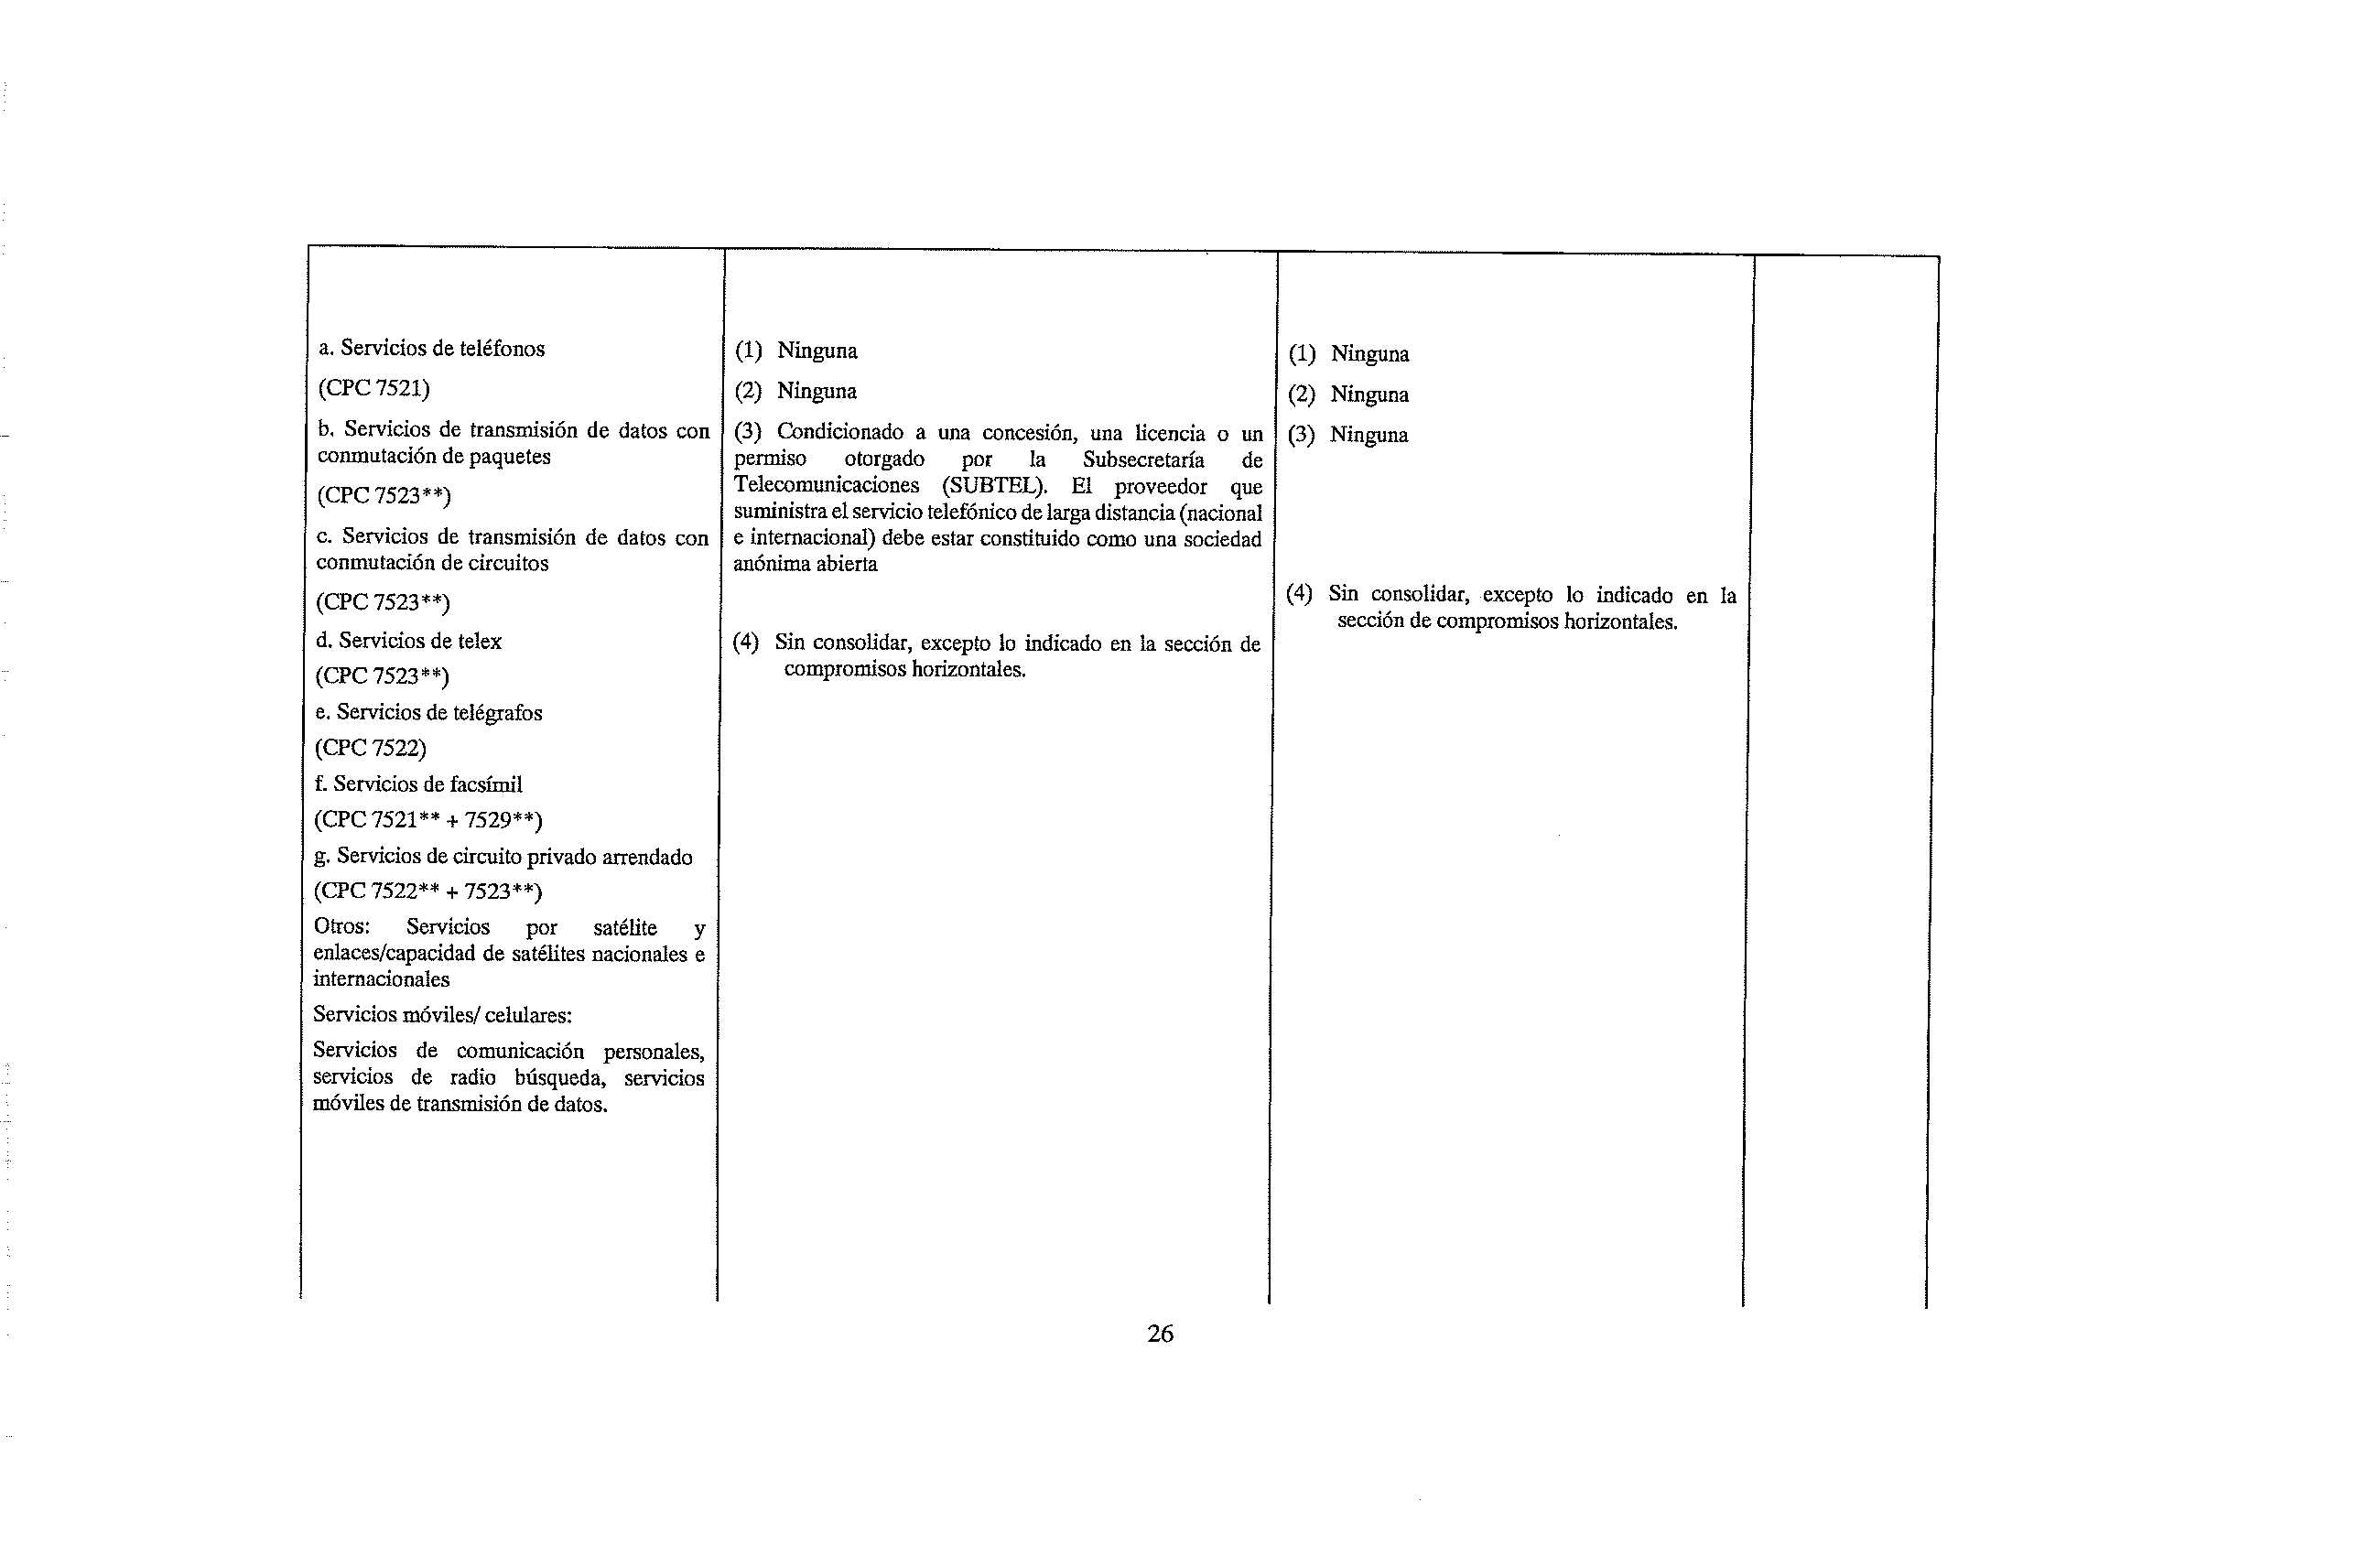 a. Servicios de teléfonos
(CPC 7521)
b. Servicios de transmisión de datos con
conmutación de paquetes
(CPC 7523**)
c. Servicios de transmisión de datos con
conmutación de circuitos
(CPC 7523**)
d. Servicios de telex
(CPC 7523**)
e. Servicios de telégrafos
(CPC 7522)
f. Servicios de facsímil
(CPC 7521** + 7529**)
g. Servicios de circuito privado arrendado
(CPC 7522** + 7523**)
Otros: Servicios por satélite y
enlaces/capacidad de satélites nacionales e
internacionales
Servicios móviles/ celulares:
Servicios de comunicación personales,
servicios de radio búsqueda, servicios
móviles de transmisión de datos.
(1) Ninguna
(2) Ninguna
(3) Condicionado a una concesión, una licencia o un
permiso otorgado por la Subsecretaría de
Telecomunicaciones (SUBTEL). El proveedor que
suministra el servicio telefónico de larga distancia (nacional
e internacional) debe estar constituido como una sociedad
anónima abierta
(4) Sin consolidar, excepto lo indicado en la sección de
compromisos horizontales.
(1) Ninguna
(2) Ninguna
(3) Ninguna
(4) Sin consolidar, excepto lo indicado en la
sección de compromisos horizontales.
26